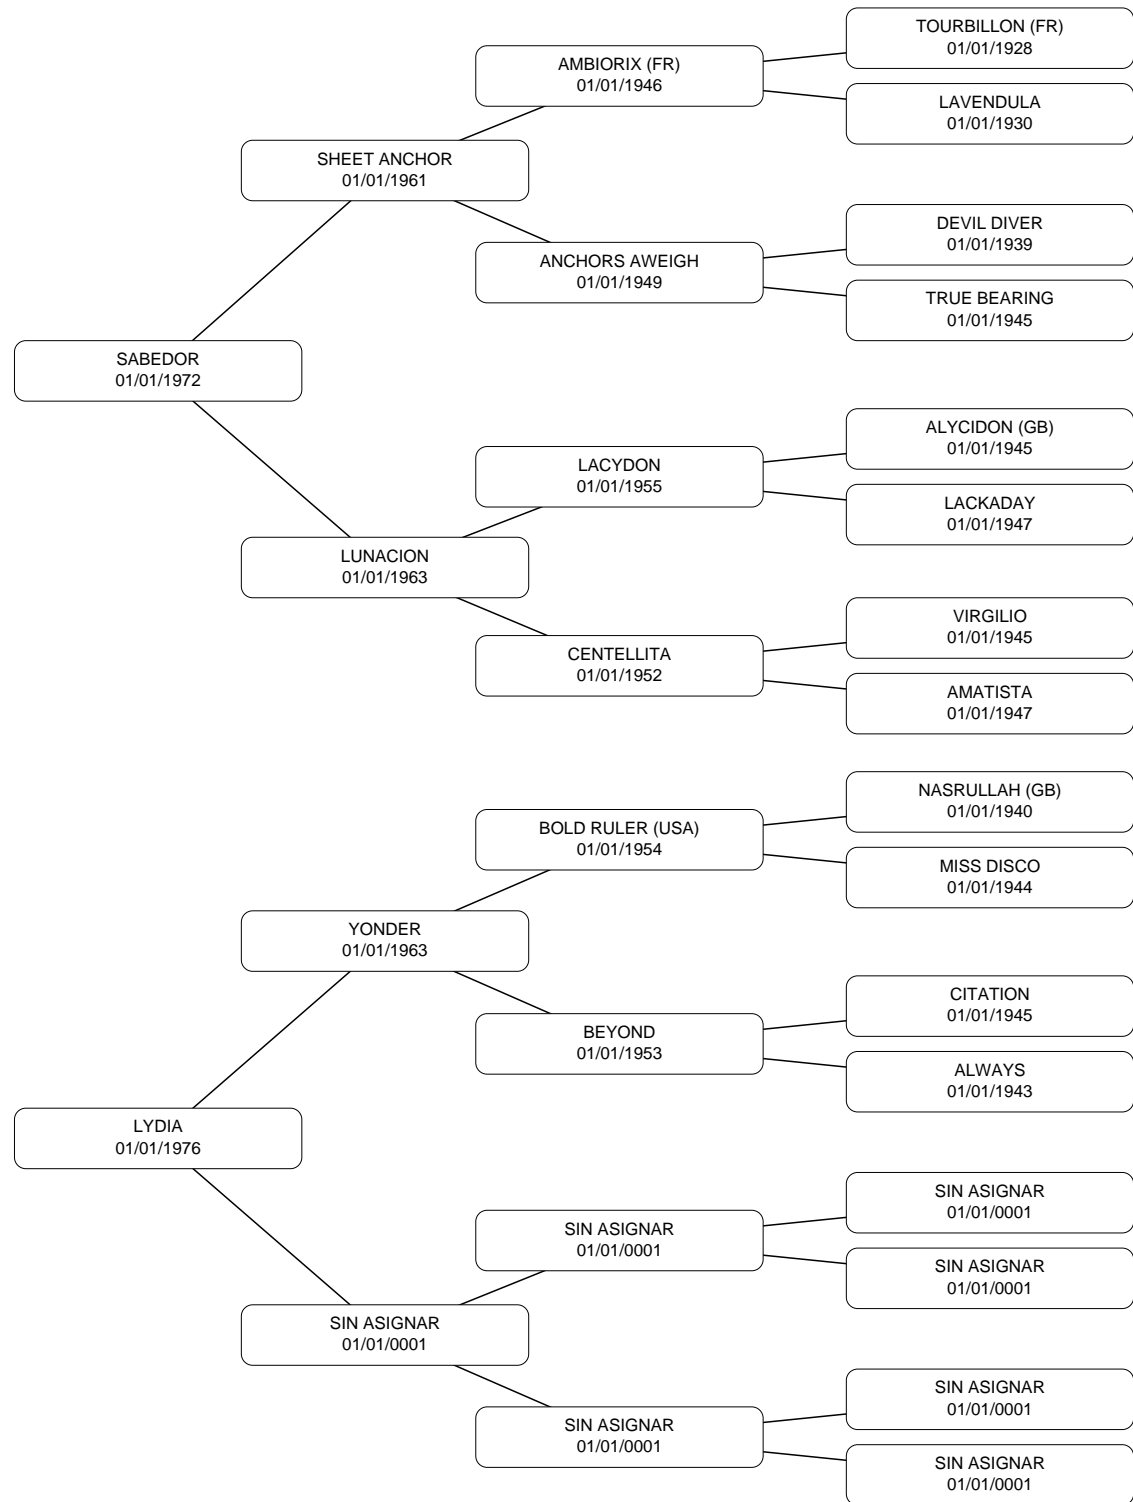 TOURBILLON (FR)
01/01/1928
AMBIORIX (FR)
01/01/1946
LAVENDULA
01/01/1930
SHEET ANCHOR
01/01/1961
DEVIL DIVER
01/01/1939
ANCHORS AWEIGH
01/01/1949
TRUE BEARING
01/01/1945
SABEDOR
01/01/1972
ALYCIDON (GB)
01/01/1945
LACYDON
01/01/1955
LACKADAY
01/01/1947
LUNACION
01/01/1963
VIRGILIO
01/01/1945
CENTELLITA
01/01/1952
AMATISTA
01/01/1947
NASRULLAH (GB)
01/01/1940
BOLD RULER (USA)
01/01/1954
MISS DISCO
01/01/1944
YONDER
01/01/1963
CITATION
01/01/1945
BEYOND
01/01/1953
ALWAYS
01/01/1943
LYDIA
01/01/1976
SIN ASIGNAR
01/01/0001
SIN ASIGNAR
01/01/0001
SIN ASIGNAR
01/01/0001
SIN ASIGNAR
01/01/0001
SIN ASIGNAR
01/01/0001
SIN ASIGNAR
01/01/0001
SIN ASIGNAR
01/01/0001